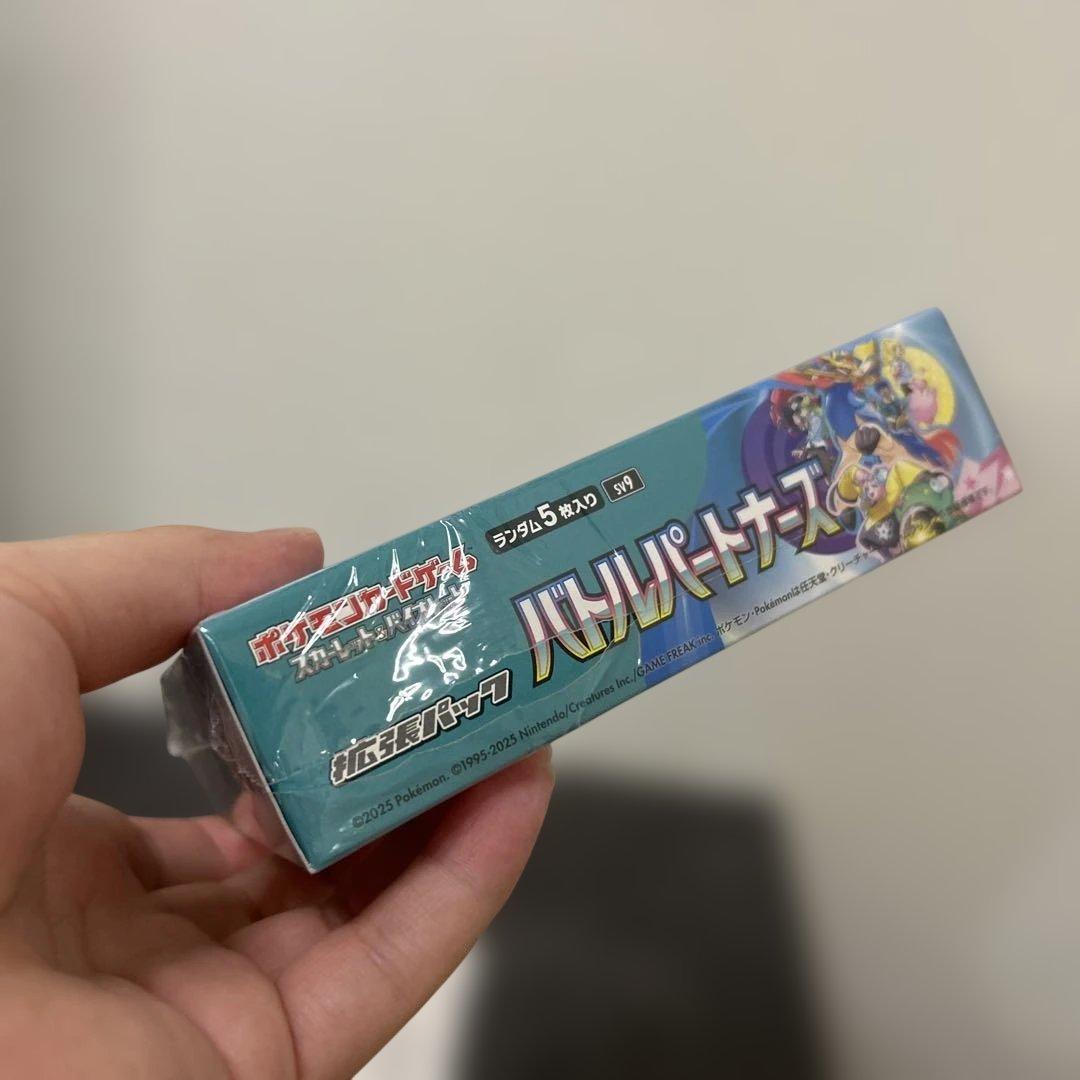 ポケモンカードゲーム
スカーレット&バイオレット
ランダム5枚入り
SV9
拡張パック
バトルパートナーズ
©2025 Pokémon. ©1995-2025 Nintendo/Creatures Inc./GAME FREAK inc. ポケモン・Pokémonは任天堂・クリーチャー